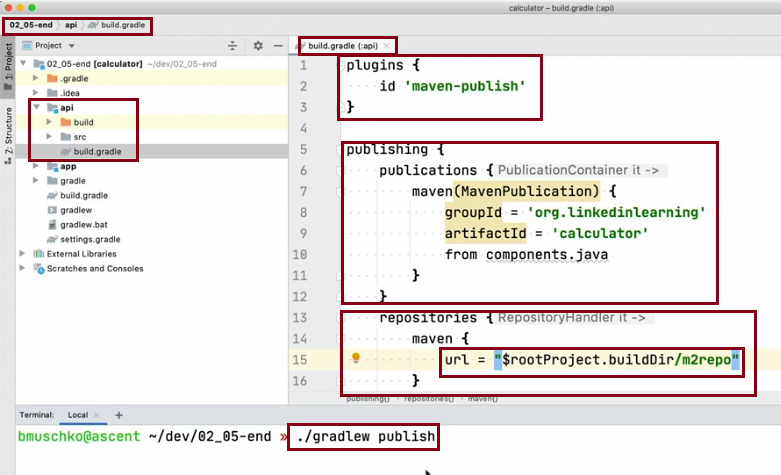 calculator – build.gradle (:api)
02_05-end › api › build.gradle
Project
build.gradle (:api)
1: Project
7: Structure
02_05-end [calculator] ~/dev/02_05-end
.gradle
.idea
api
build
src
build.gradle
app
gradle
build.gradle
gradlew
gradlew.bat
settings.gradle
External Libraries
Scratches and Consoles
1 plugins {
2 id 'maven-publish'
3 }
4
5 publishing {
6 publications { PublicationContainer it ->
7 maven(MavenPublication) {
8 groupId = 'org.linkedinlearning'
9 artifactId = 'calculator'
10 from components.java
11 }
12 }
13 repositories { RepositoryHandler it ->
14 maven {
15 url = "$rootProject.buildDir/m2repo"
16 }
publishing{} › repositories{} › maven{}
Terminal: Local × +
bmuschko@ascent ~/dev/02_05-end » ./gradlew publish